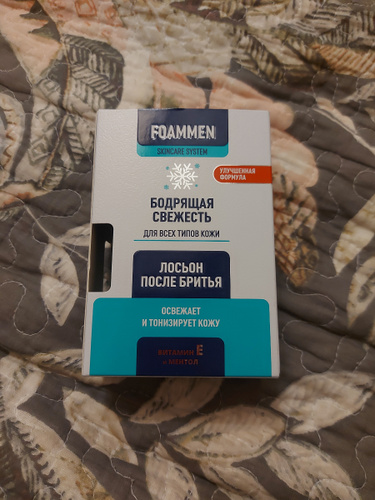 FOAMMEN
SKINCARE SYSTEM
УЛУЧШЕННАЯ
ФОРМУЛА
БОДРЯЩАЯ
СВЕЖЕСТЬ
ДЛЯ ВСЕХ ТИПОВ КОЖИ
ЛОСЬОН
ПОСЛЕ БРИТЬЯ
ОСВЕЖАЕТ
И ТОНИЗИРУЕТ КОЖУ
ВИТАМИН E
И МЕНТОЛ